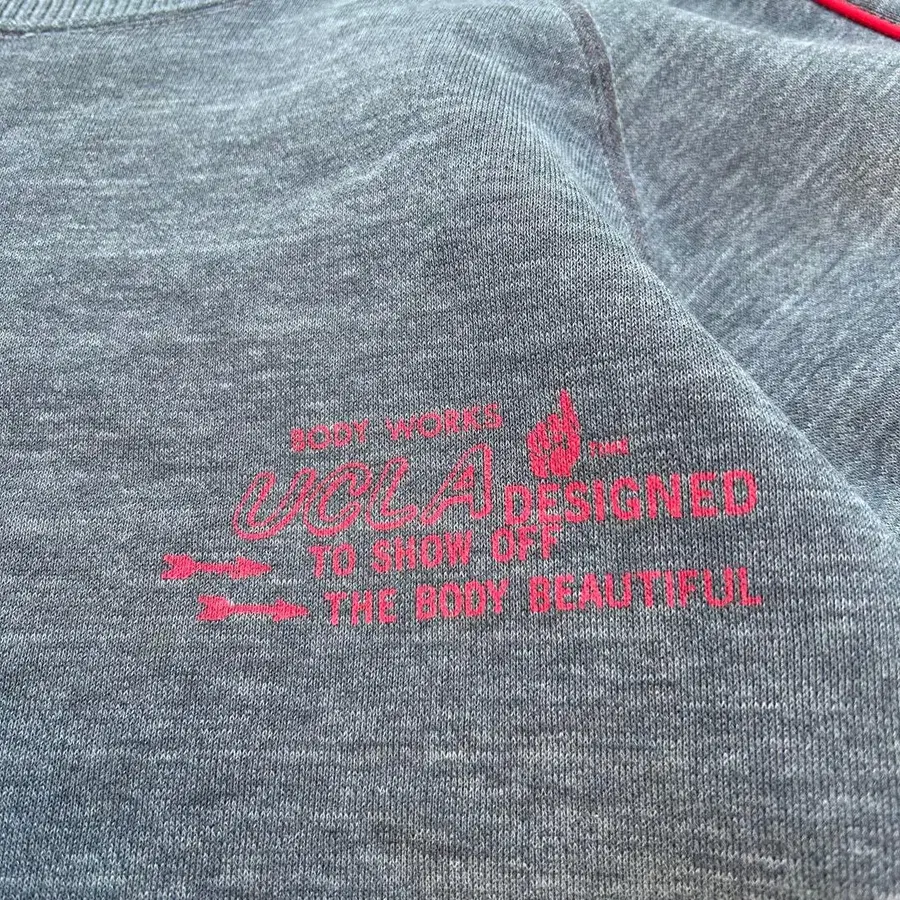 BODY WORKS
UCLA DESIGNED
TO SHOW OFF
THE BODY BEAUTIFUL